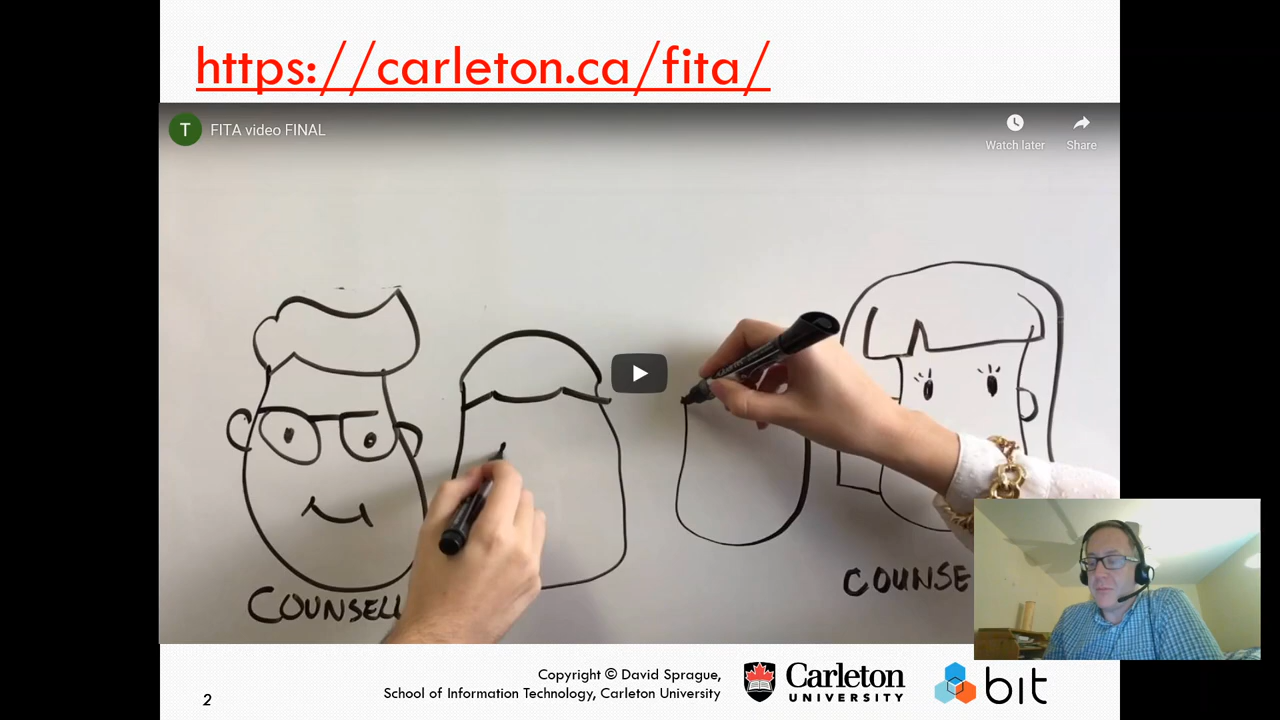 https://carleton.ca/fita/
T
FITA video FINAL
Watch later
Share
COUNSELL
COUNSE
2
Copyright © David Sprague,
School of Information Technology, Carleton University
Carleton
UNIVERSITY
bit